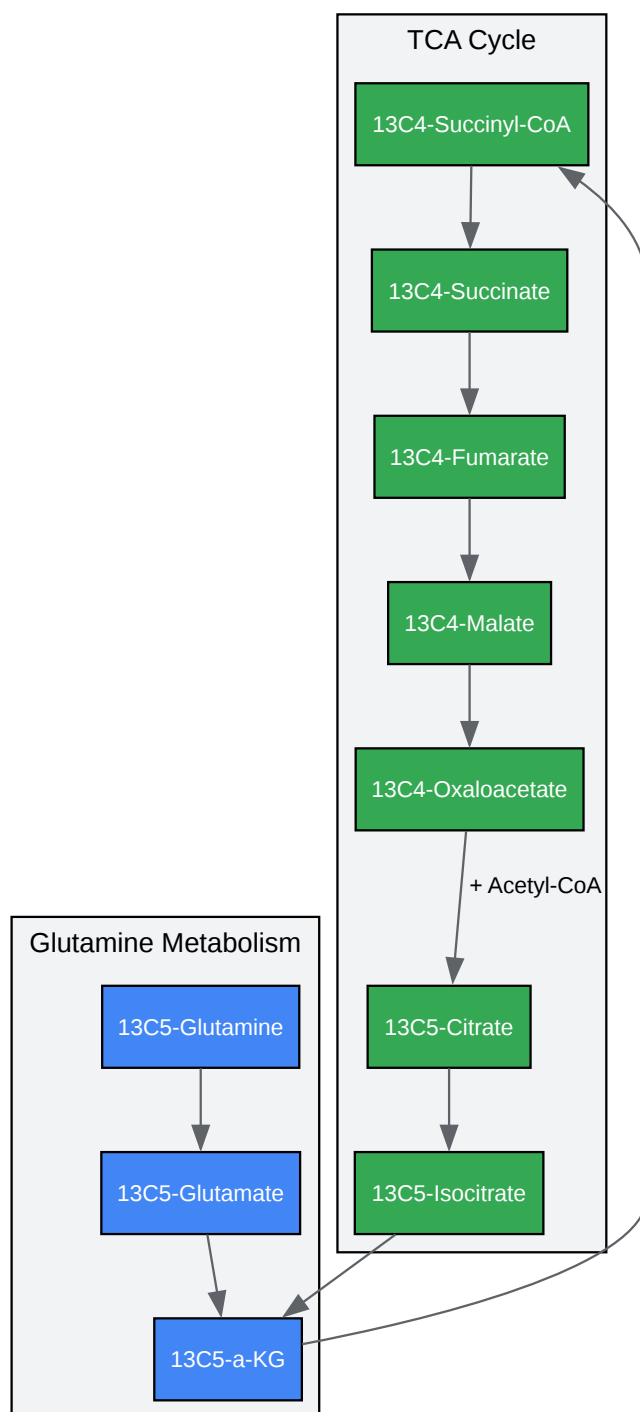 TCA Cycle
13C4-Succinyl-CoA
13C4-Succinate
13C4-Fumarate
13C4-Malate
13C4-Oxaloacetate
+ Acetyl-CoA
Glutamine Metabolism
13C5-Glutamine
13C5-Citrate
13C5-Glutamate
13C5-Isocitrate
13C5-a-KG